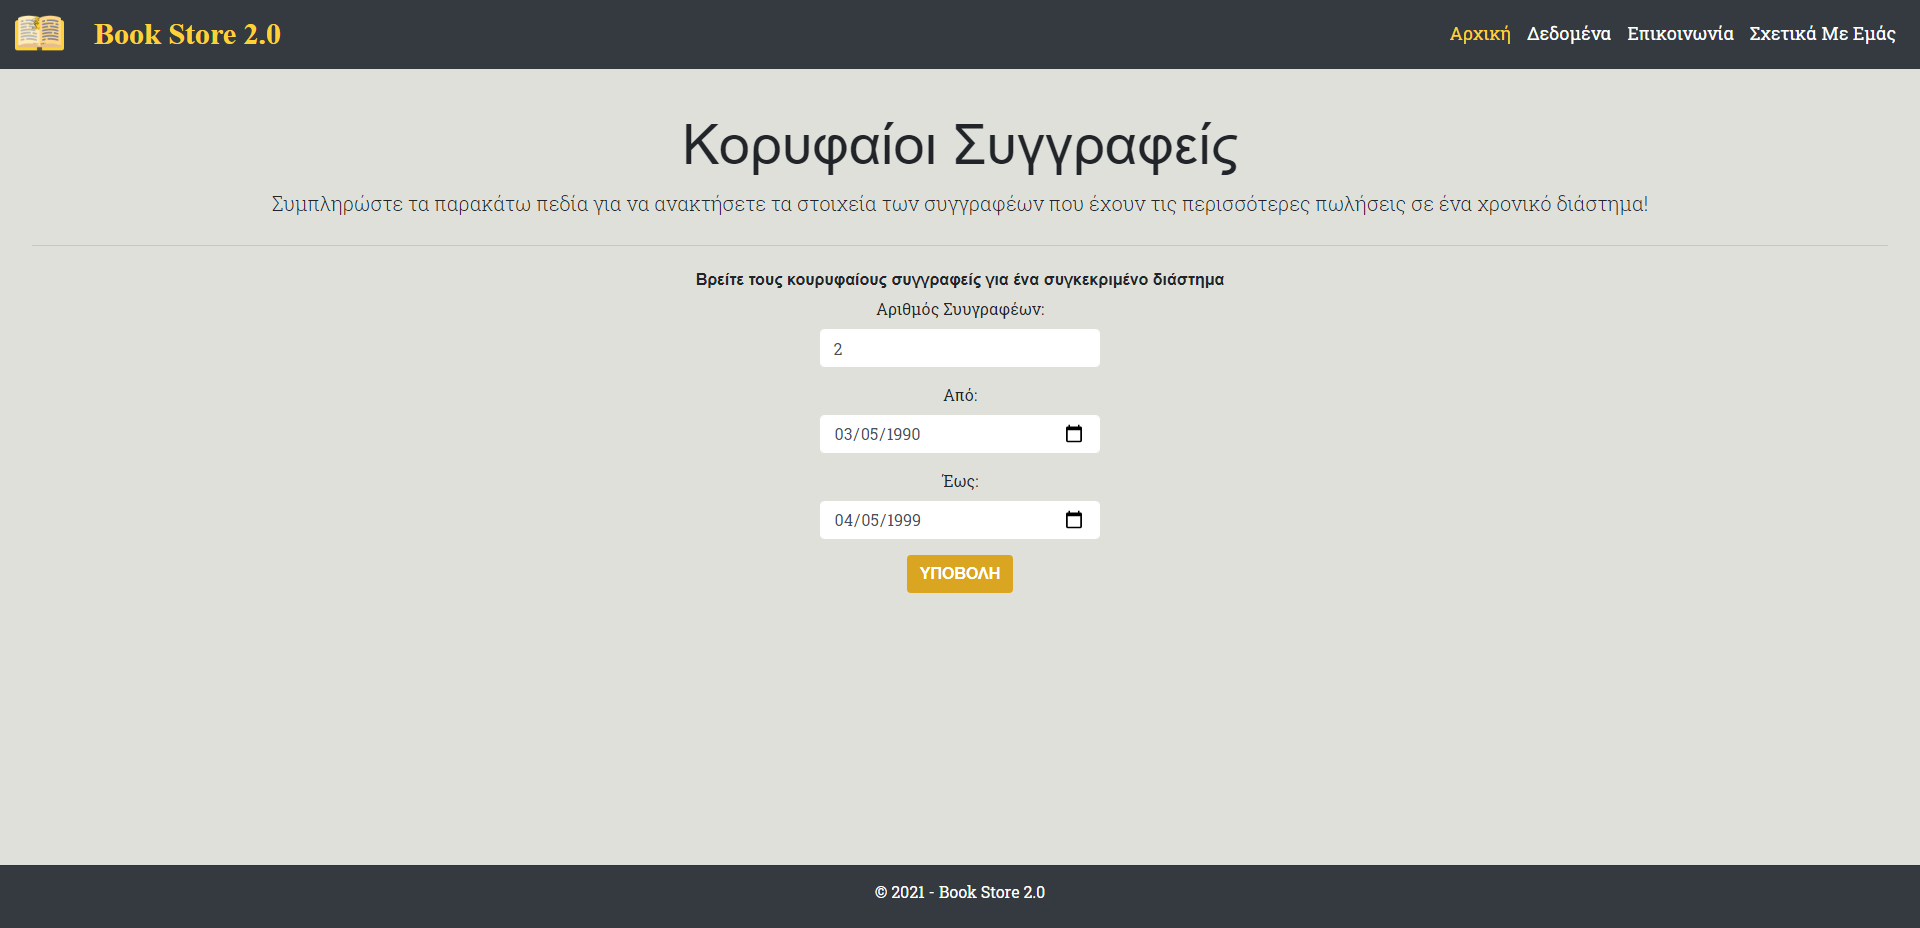 Book Store 2.0
Αρχική Δεδομένα Επικοινωνία Σχετικά Με Εμάς
Κορυφαίοι Συγγραφείς
Συμπληρώστε τα παρακάτω πεδία για να ανακτήσετε τα στοιχεία των συγγραφέων που έχουν τις περισσότερες πωλήσεις σε ένα χρονικό διάστημα!
Βρείτε τους κουρυφαίους συγγραφείς για ένα συγκεκριμένο διάστημα
Αριθμός Συυγραφέων:
2
Από:
03/05/1990
Έως:
04/05/1999
ΥΠΟΒΟΛΗ
© 2021 - Book Store 2.0